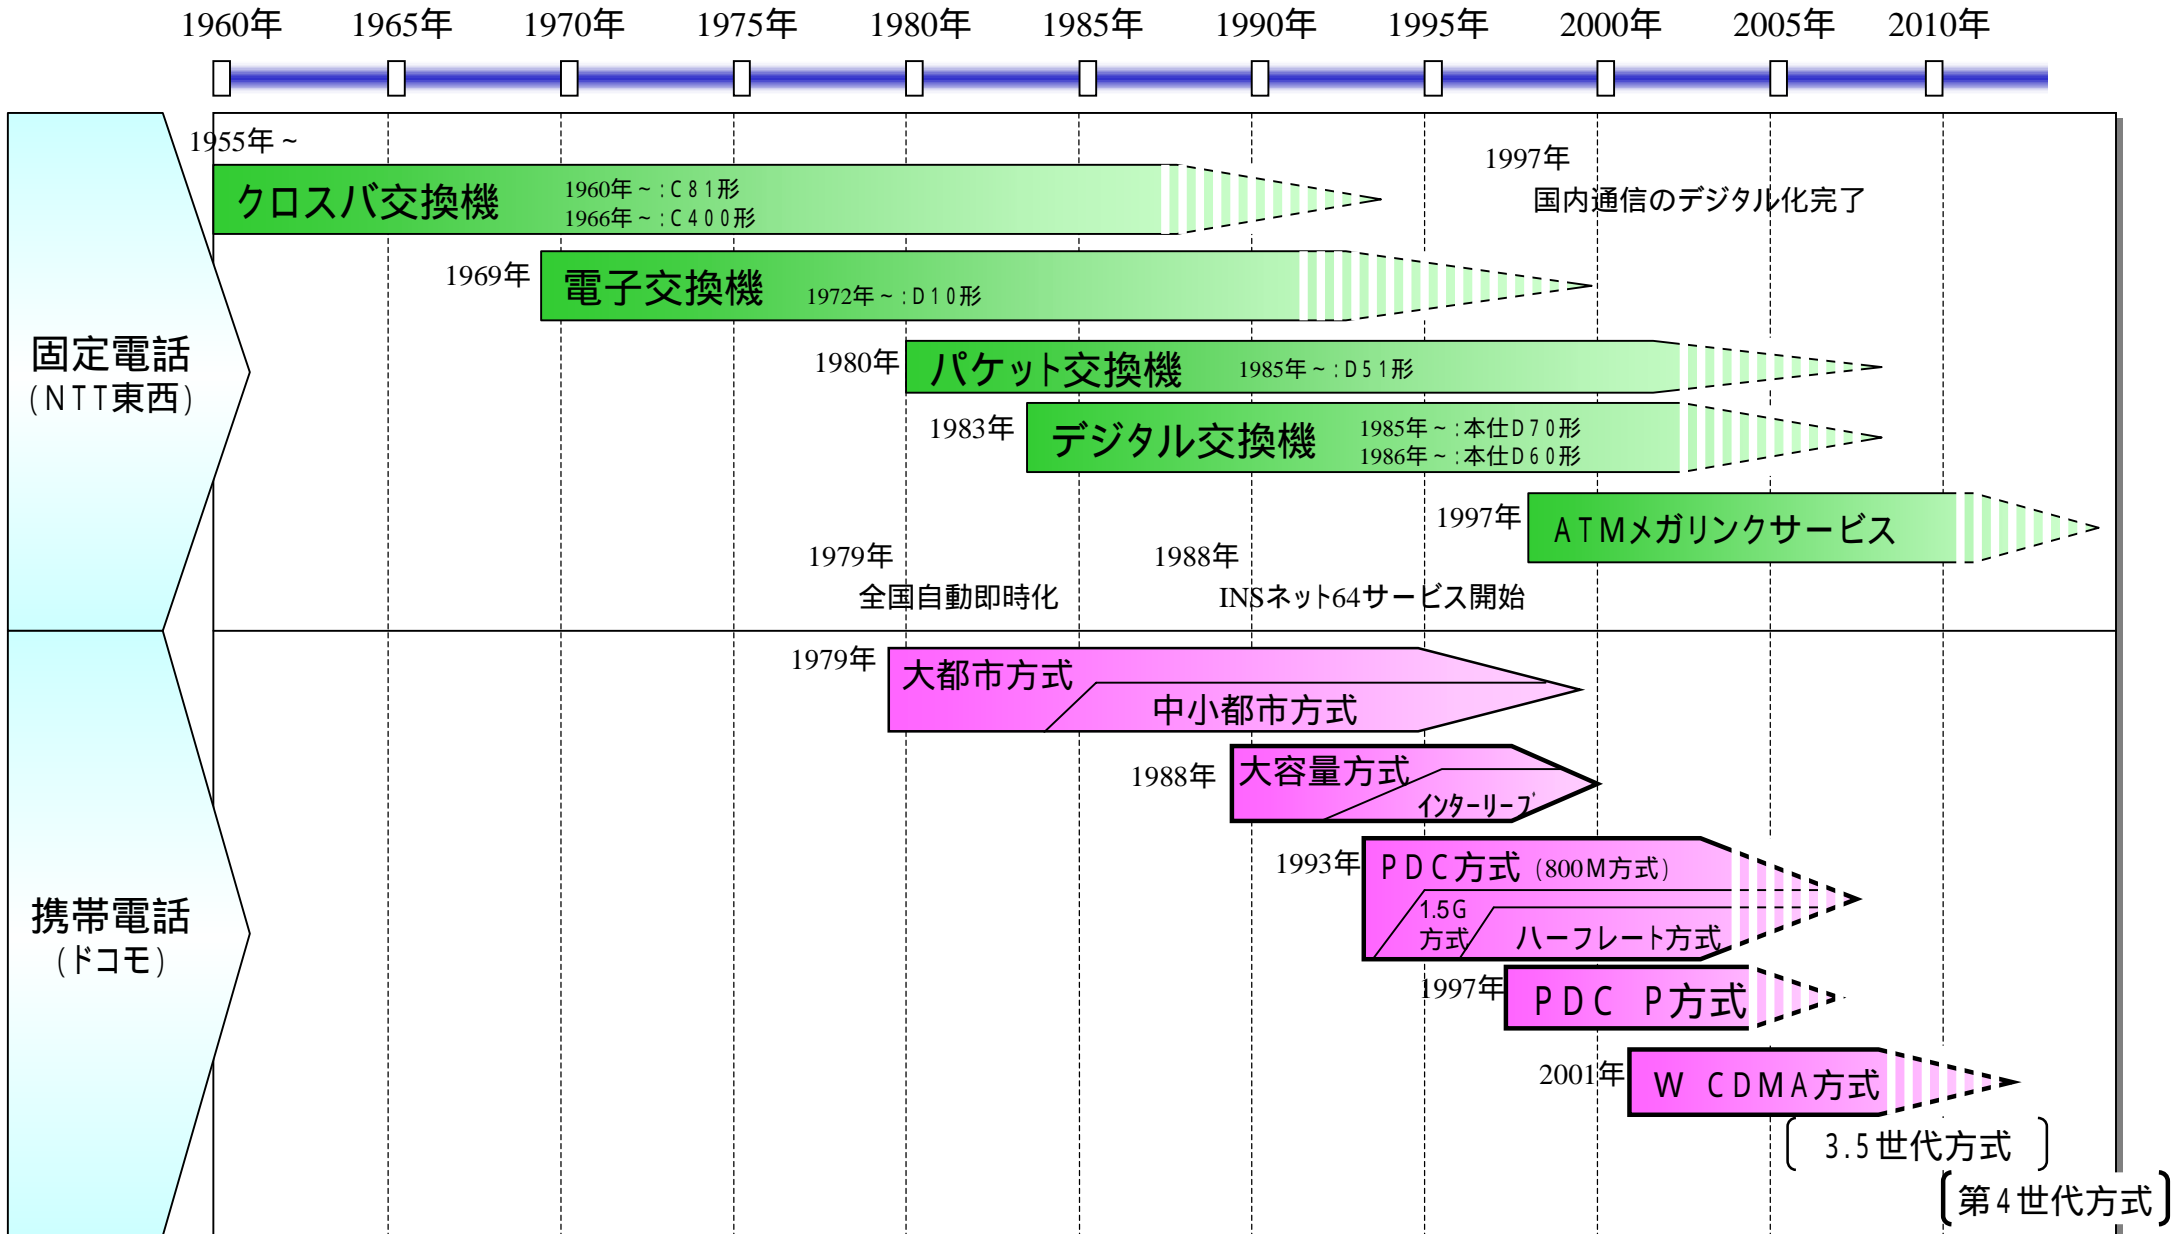 1960年 1965年 1970年 1975年 1980年 1985年 1990年 1995年 2000年 2005年 2010年
固定電話
(NTT東西)
1955年~
クロスバ交換機
1960年~:C81形
1966年~:C400形
1997年
国内通信のデジタル化完了
1969年
電子交換機
1972年~:D10形
1980年
パケット交換機
1985年~:D51形
1983年
デジタル交換機
1985年~:本仕D70形
1986年~:本仕D60形
1997年
ATMメガリンクサービス
1979年
全国自動即時化
1988年
INSネット64サービス開始
携帯電話
(ドコモ)
1979年
大都市方式
中小都市方式
1988年
大容量方式
インターリーブ
1993年
PDC方式 (800M方式)
1.5G
方式
ハーフレート方式
1997年
PDC P方式
2001年
W CDMA方式
3.5世代方式
第4世代方式